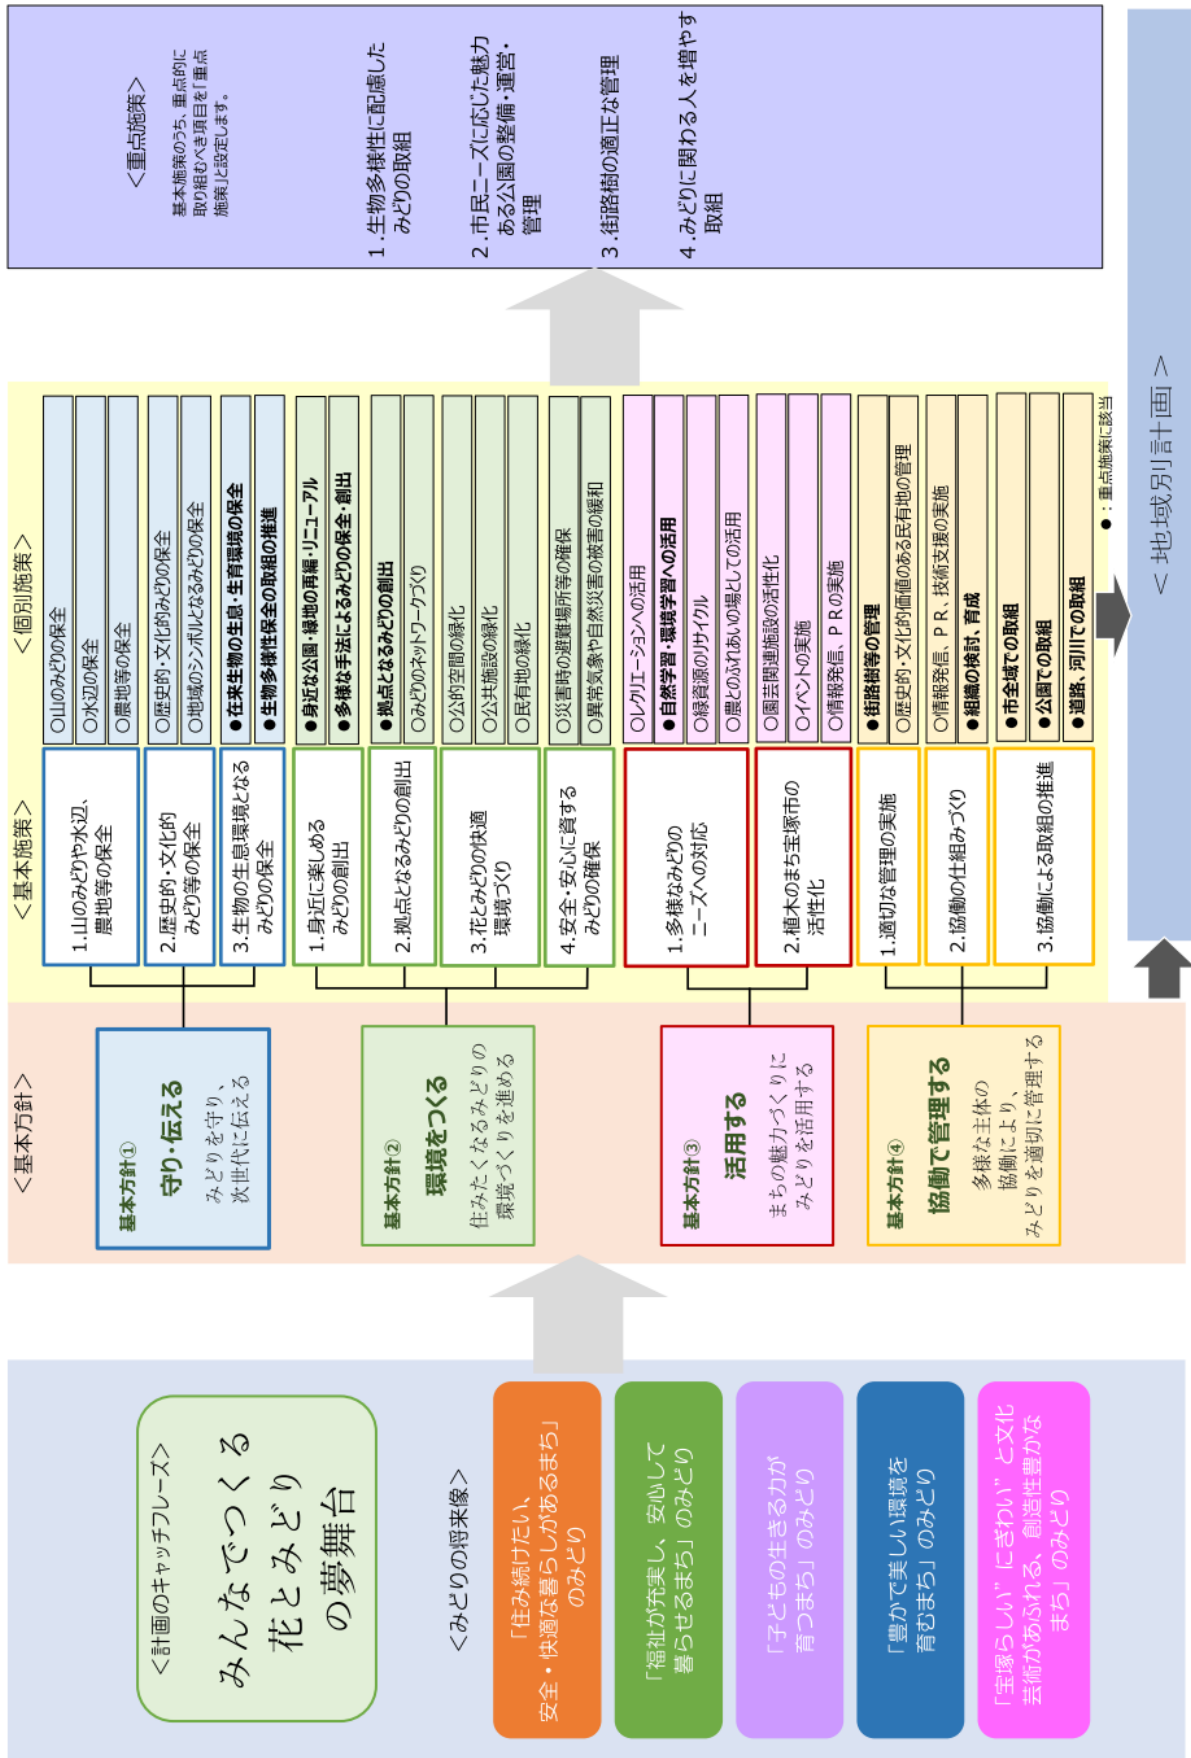 <計画のキャッチフレーズ>
みんなでつくる
花とみどり
の夢舞台
<みどりの将来像>
「住み続けたい、
安全・快適な暮らしがあるまち」
のみどり
「福祉が充実し、安心して
暮らせるまち」のみどり
「子どもの生きる力が
育つまち」のみどり
「豊かで美しい環境を
育むまち」のみどり
「宝塚らしい”にぎわい”と文化
芸術があふれる、創造性豊かな
まち」のみどり
<基本方針>
基本方針①
守り・伝える
みどりを守り、
次世代に伝える
基本方針②
環境をつくる
住みたくなるみどりの
環境づくりを進める
基本方針③
活用する
まちの魅力づくりに
みどりを活用する
基本方針④
協働で管理する
多様な主体の
協働により、
みどりを適切に管理する
<基本施策>
1.山のみどりや水辺、
農地等の保全
2.歴史的・文化的
みどり等の保全
3.生物の生息環境となる
みどりの保全
1.身近に楽しめる
みどりの創出
2.拠点となるみどりの創出
3.花とみどりの快適
環境づくり
4.安全・安心に資する
みどりの確保
1.多様なみどりの
ニーズへの対応
2.植木のまち宝塚市の
活性化
1.適切な管理の実施
2.協働の仕組みづくり
3.協働による取組の推進
<個別施策>
○山のみどりの保全
○水辺の保全
○農地等の保全
○歴史的・文化的みどりの保全
○地域のシンボルとなるみどりの保全
●在来生物の生息・生育環境の保全
●生物多様性保全の取組の推進
●身近な公園・緑地の再編・リニューアル
●多様な手法によるみどりの保全・創出
●拠点となるみどりの創出
○みどりのネットワークづくり
○公的空間の緑化
○公共施設の緑化
○民有地の緑化
○災害時の避難場所等の確保
○異常気象や自然災害の被害の緩和
○レクリエーションへの活用
●自然学習・環境学習への活用
○緑資源のリサイクル
○農とのふれあいの場としての活用
○園芸関連施設の活性化
○イベントの実施
○情報発信、PRの実施
●街路樹等の管理
○歴史的・文化的価値のある民有地の管理
○情報発信、PR、技術支援の実施
●組織の検討、育成
●市全域での取組
●公園での取組
●道路、河川での取組
●：重点施策に該当
<重点施策>
基本施策のうち、重点的に
取り組むべき項目を「重点
施策」と設定します。
1.生物多様性に配慮した
みどりの取組
2.市民ニーズに応じた魅力
ある公園の整備・運営・
管理
3.街路樹の適正な管理
4.みどりに関わる人を増やす
取組
<地域別計画>